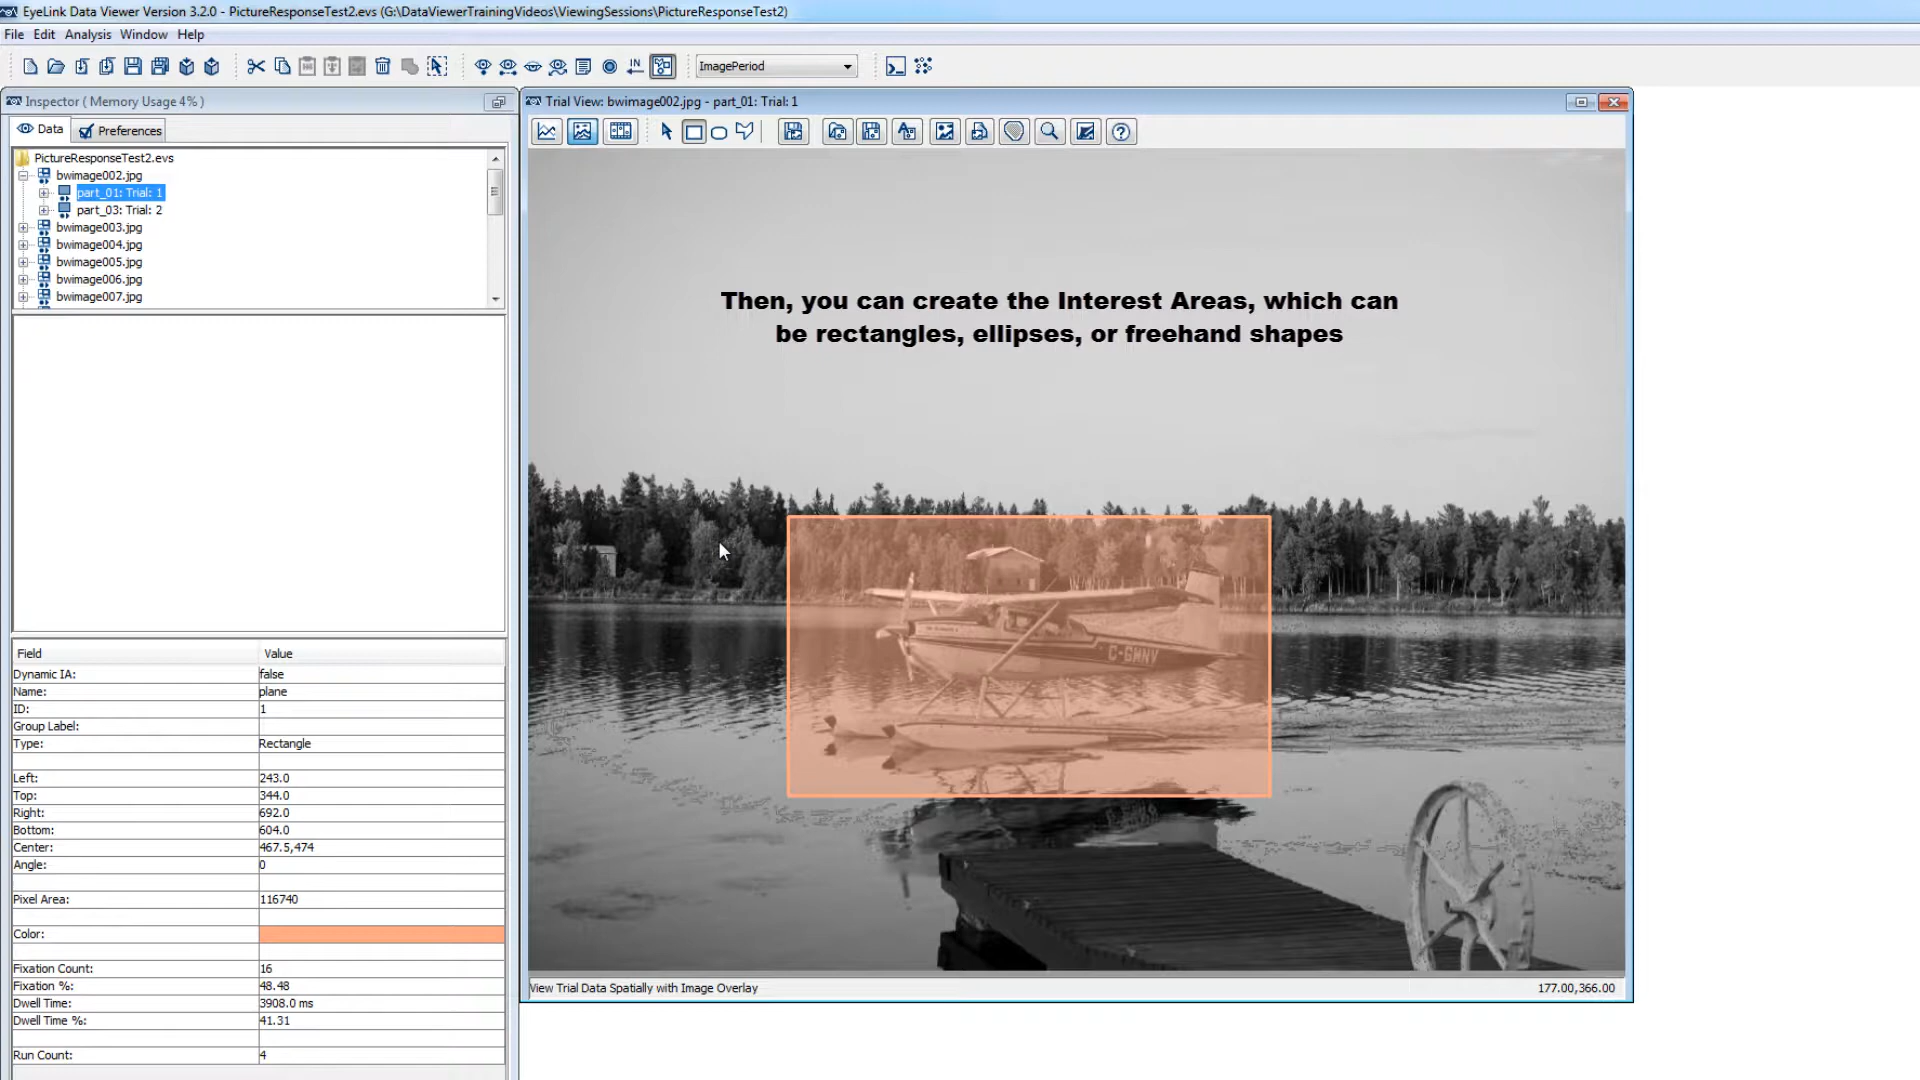 EyeLink Data Viewer Version 3.2.0 - PictureResponseTest2.evs (G:\DataViewerTrainingVideos\ViewingSessions\PictureResponseTest2)
File Edit Analysis Window Help
IN ImagePeriod
Inspector ( Memory Usage 4% )
Data Preferences
PictureResponseTest2.evs
bwimage002.jpg
part_01: Trial: 1
part_03: Trial: 2
bwimage003.jpg
bwimage004.jpg
bwimage005.jpg
bwimage006.jpg
bwimage007.jpg
Field Value
Dynamic IA: false
Name: plane
ID: 1
Group Label:
Type: Rectangle
Left: 243.0
Top: 344.0
Right: 692.0
Bottom: 604.0
Center: 467.5,474
Angle: 0
Pixel Area: 116740
Color:
Fixation Count: 16
Fixation %: 48.48
Dwell Time: 3908.0 ms
Dwell Time %: 41.31
Run Count: 4
Trial View: bwimage002.jpg - part_01: Trial: 1
Then, you can create the Interest Areas, which can
be rectangles, ellipses, or freehand shapes
C-GMNV
View Trial Data Spatially with Image Overlay
177.00,366.00